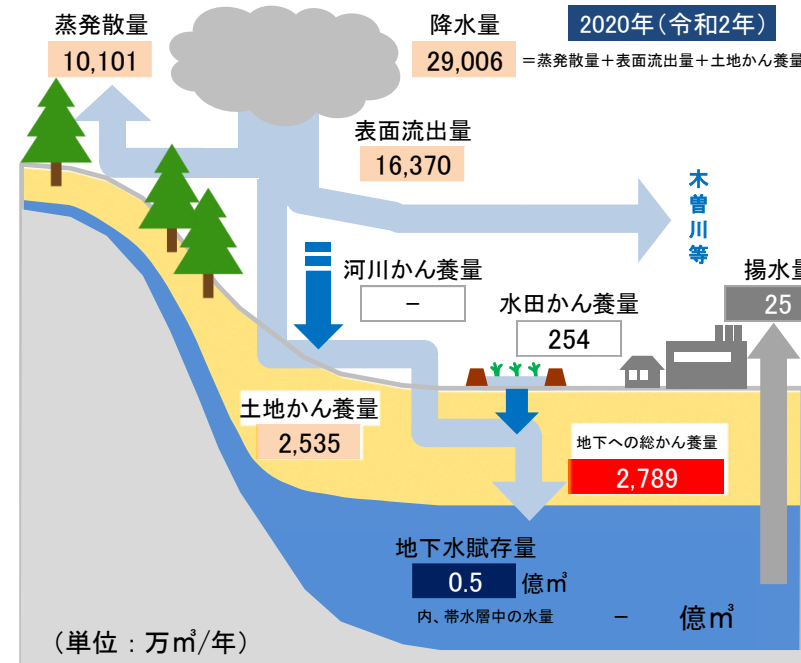 蒸発散量
10,101
降水量
29,006
2020年(令和2年)
=蒸発散量+表面流出量+土地かん養量
表面流出量
16,370
木曽川等
河川かん養量
-
水田かん養量
254
揚水量
25
土地かん養量
2,535
地下への総かん養量
2,789
地下水賦存量
0.5 億㎥
内、帯水層中の水量 - 億㎥
(単位:万㎥/年)